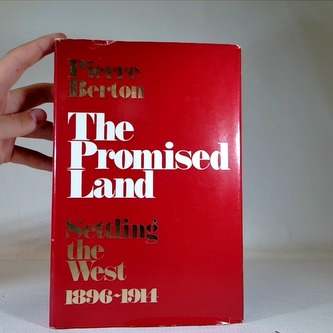 Pierre
Berton
The
Promised
Land
Settling
the
West
1896-1914